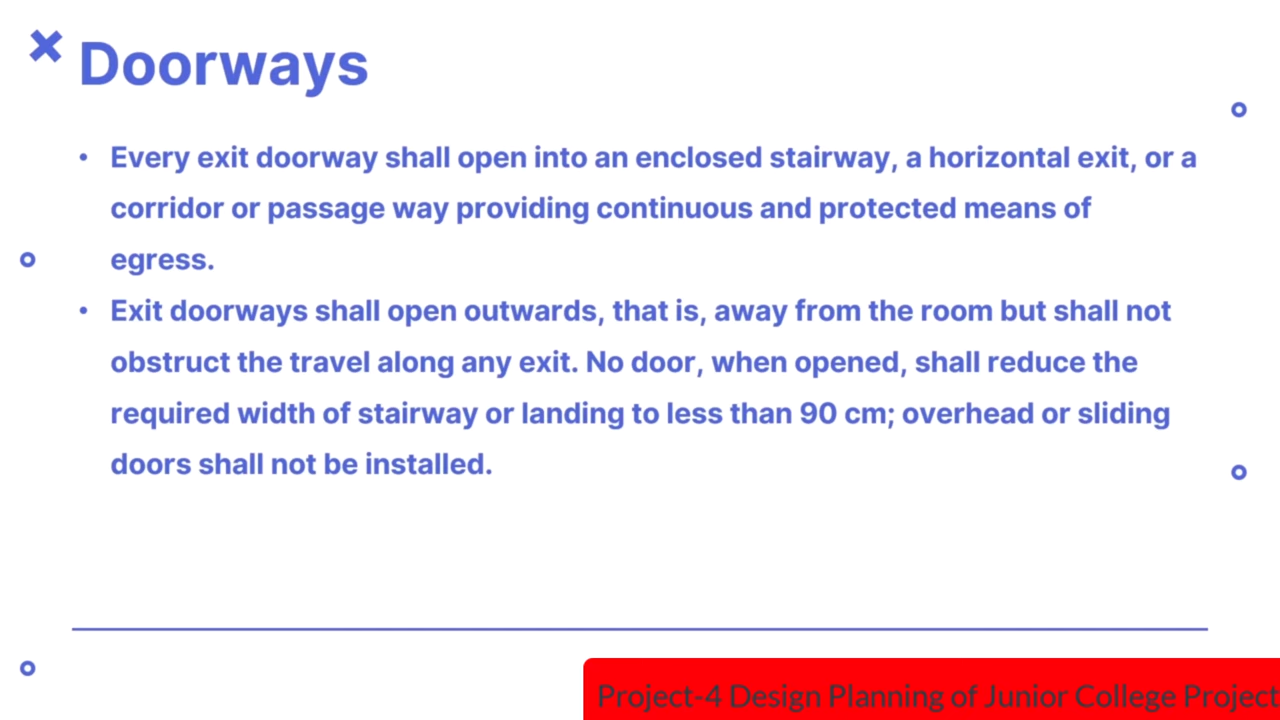 Doorways
• Every exit doorway shall open into an enclosed stairway, a horizontal exit, or a
corridor or passage way providing continuous and protected means of
egress.
• Exit doorways shall open outwards, that is, away from the room but shall not
obstruct the travel along any exit. No door, when opened, shall reduce the
required width of stairway or landing to less than 90 cm; overhead or sliding
doors shall not be installed.
Project-4 Design Planning of Junior College Project